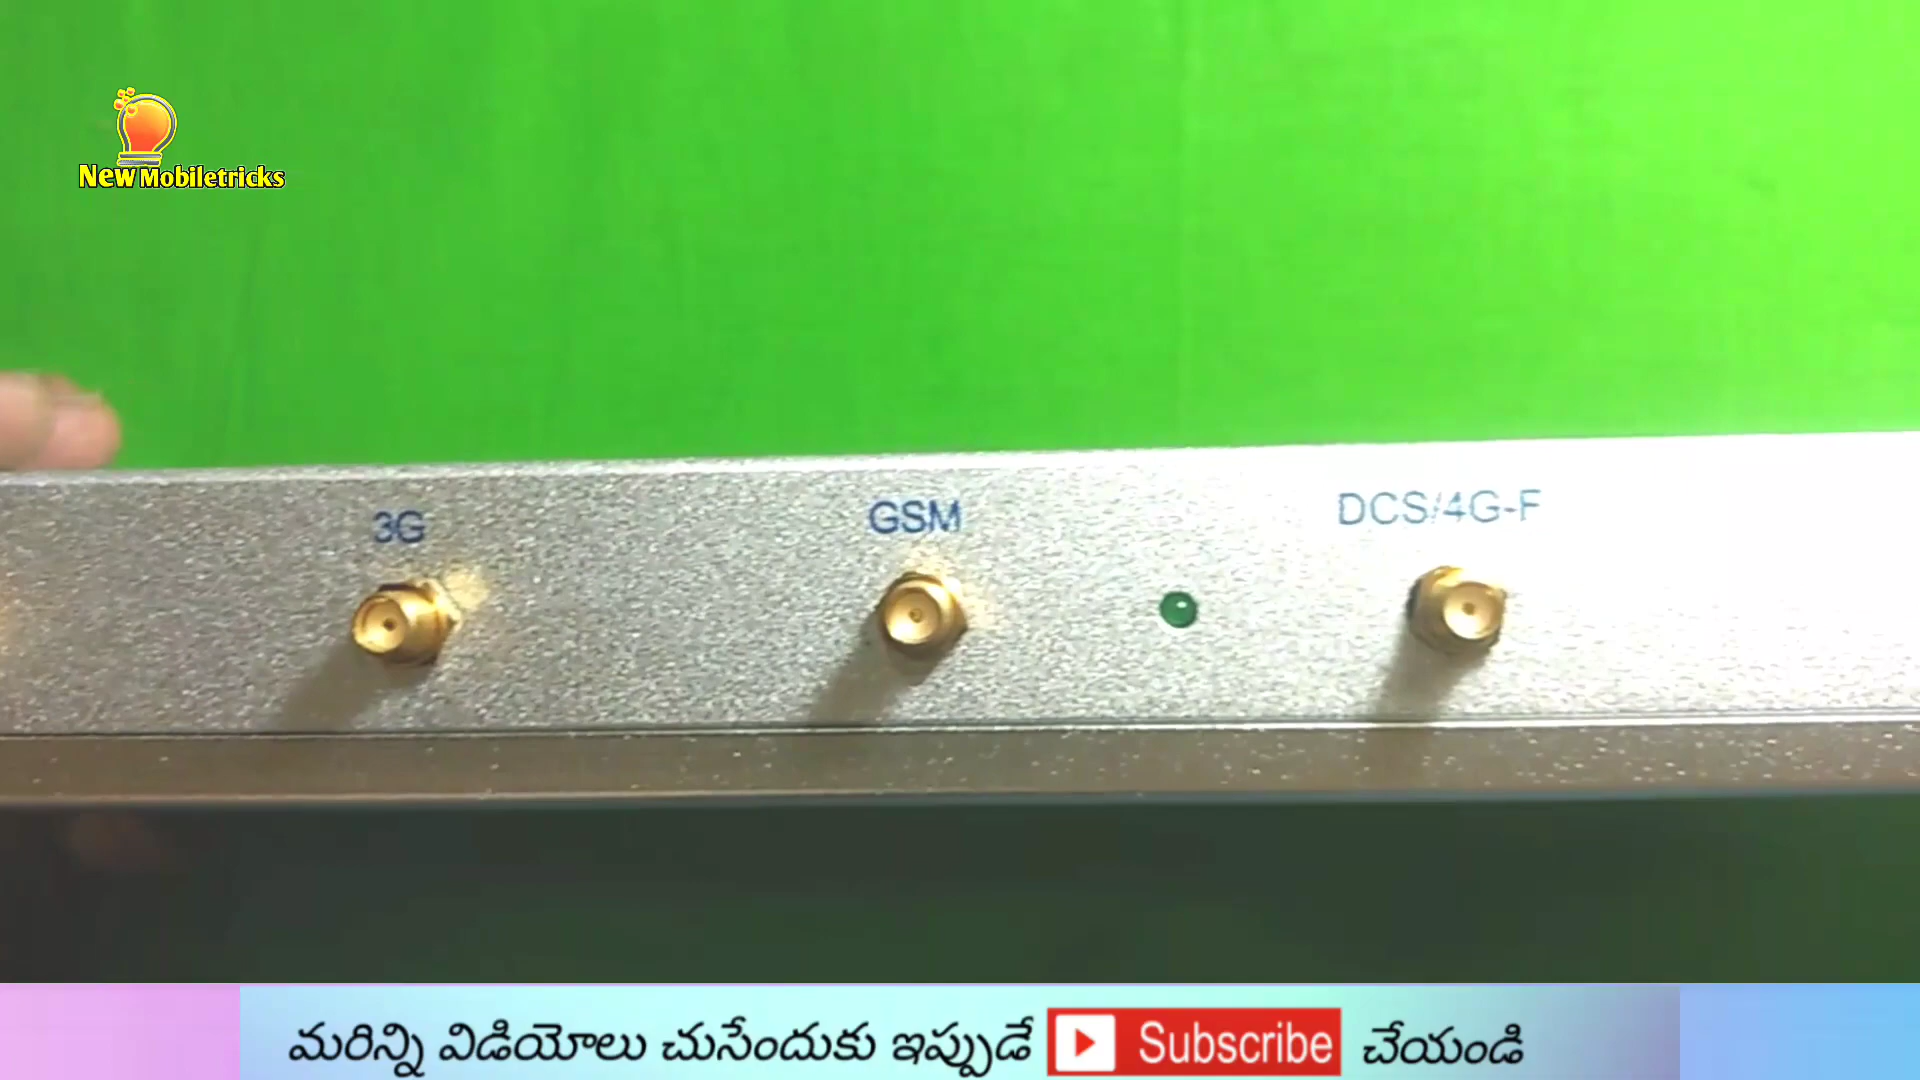 New Mobiletricks
3G
GSM
DCS/4G-F
మరిన్ని విడియోలు చుసేందుకు ఇప్పుడే Subscribe చేయండి